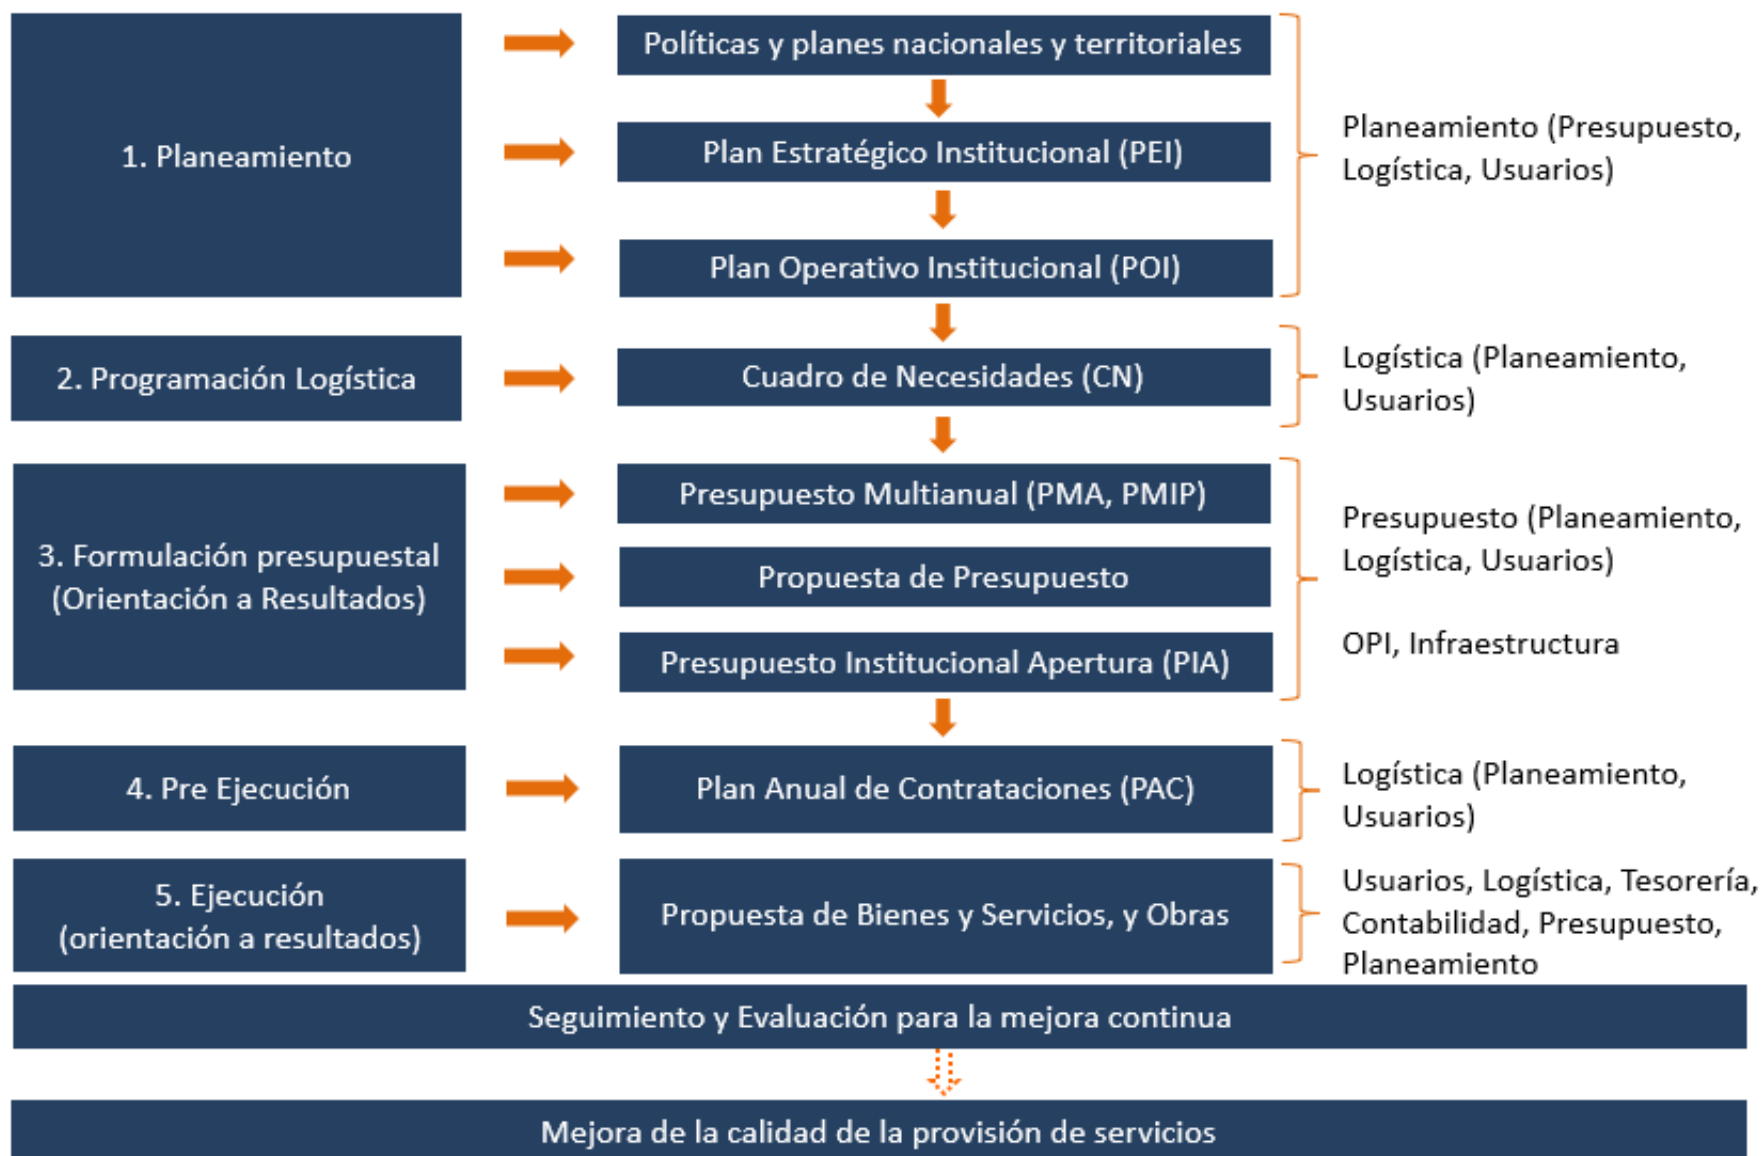 1. Planeamiento
Políticas y planes nacionales y territoriales
Plan Estratégico Institucional (PEI)
Plan Operativo Institucional (POI)
Planeamiento (Presupuesto,
Logística, Usuarios)
2. Programación Logística
Cuadro de Necesidades (CN)
Logística (Planeamiento,
Usuarios)
3. Formulación presupuestal
(Orientación a Resultados)
Presupuesto Multianual (PMA, PMIP)
Propuesta de Presupuesto
Presupuesto Institucional Apertura (PIA)
Presupuesto (Planeamiento,
Logística, Usuarios)
OPI, Infraestructura
4. Pre Ejecución
Plan Anual de Contrataciones (PAC)
Logística (Planeamiento,
Usuarios)
5. Ejecución
(orientación a resultados)
Propuesta de Bienes y Servicios, y Obras
Usuarios, Logística, Tesorería,
Contabilidad, Presupuesto,
Planeamiento
Seguimiento y Evaluación para la mejora continua
Mejora de la calidad de la provisión de servicios